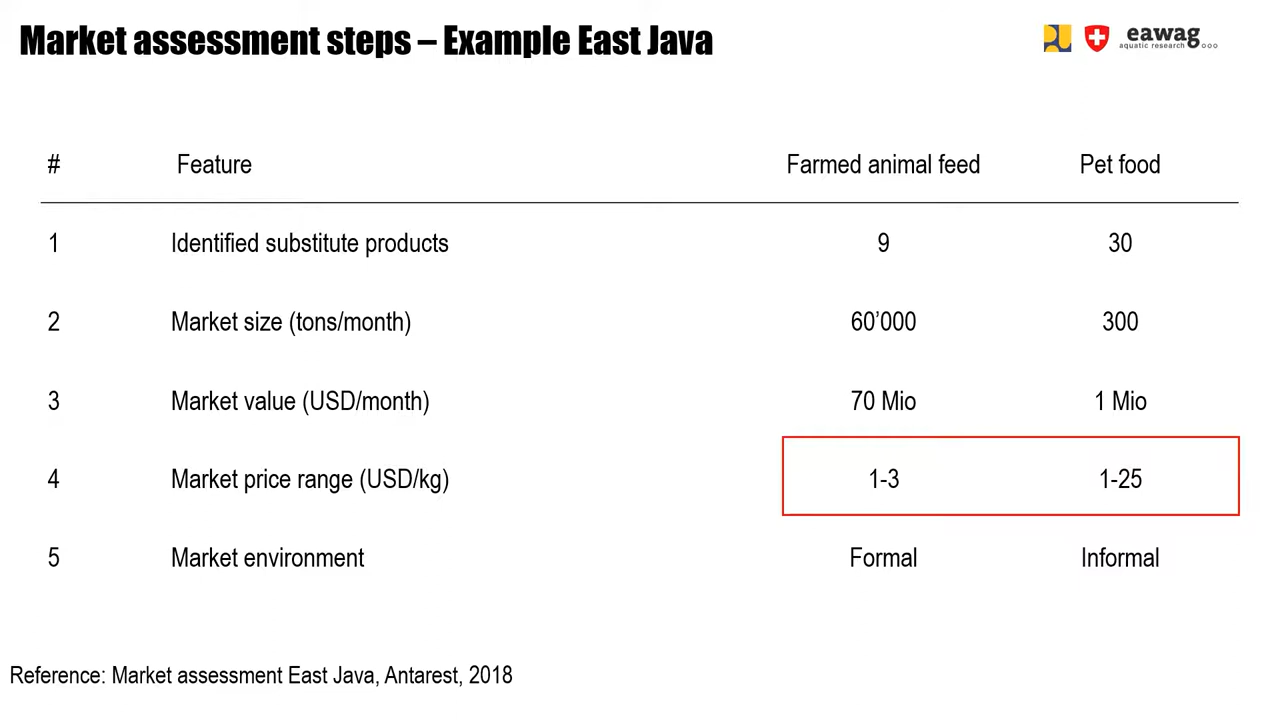 Market assessment steps – Example East Java
eawag
aquatic research
# Feature Farmed animal feed Pet food
1 Identified substitute products 9 30
2 Market size (tons/month) 60’000 300
3 Market value (USD/month) 70 Mio 1 Mio
4 Market price range (USD/kg) 1-3 1-25
5 Market environment Formal Informal
Reference: Market assessment East Java, Antarest, 2018